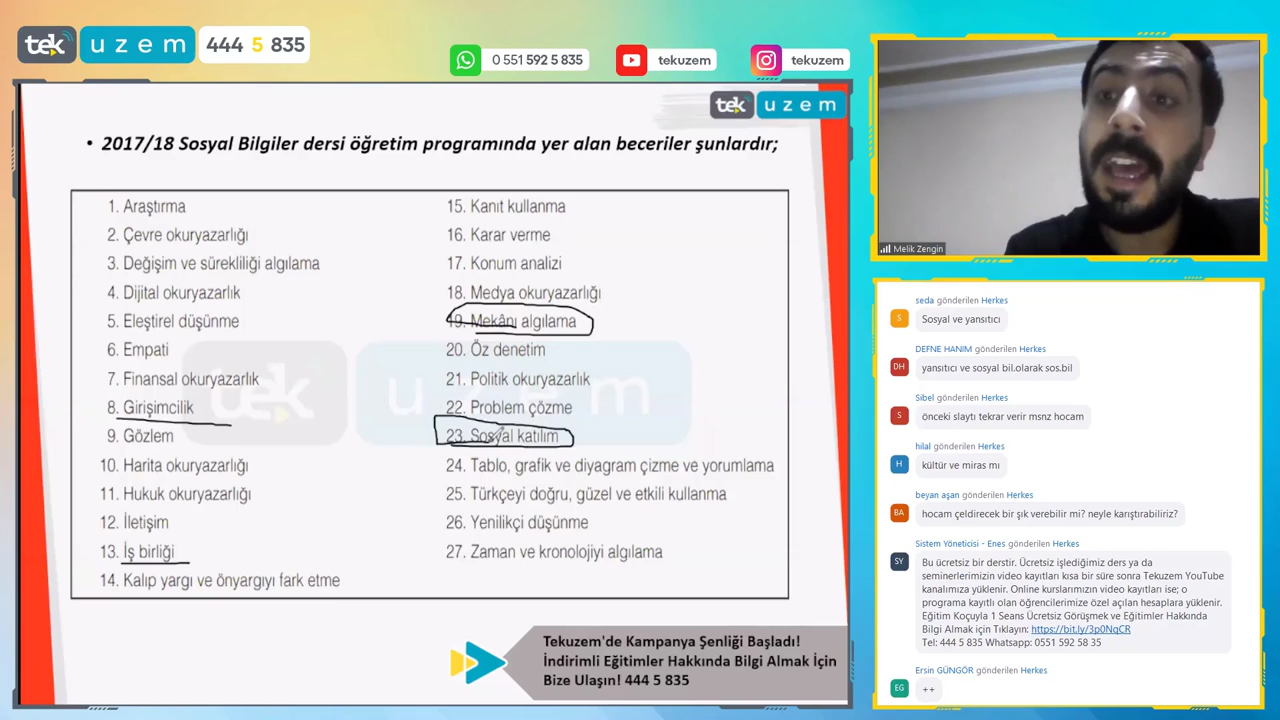 tek uzem 444 5 835
0 551 592 5 835
tekuzem
tekuzem
tek uzem
• 2017/18 Sosyal Bilgiler dersi öğretim programında yer alan beceriler şunlardır;
1. Araştırma
2. Çevre okuryazarlığı
3. Değişim ve sürekliliği algılama
4. Dijital okuryazarlık
5. Eleştirel düşünme
6. Empati
7. Finansal okuryazarlık
8. Girişimcilik
9. Gözlem
10. Harita okuryazarlığı
11. Hukuk okuryazarlığı
12. İletişim
13. İş birliği
14. Kalıp yargı ve önyargıyı fark etme
15. Kanıt kullanma
16. Karar verme
17. Konum analizi
18. Medya okuryazarlığı
19. Mekânı algılama
20. Öz denetim
21. Politik okuryazarlık
22. Problem çözme
23. Sosyal katılım
24. Tablo, grafik ve diyagram çizme ve yorumlama
25. Türkçeyi doğru, güzel ve etkili kullanma
26. Yenilikçi düşünme
27. Zaman ve kronolojiyi algılama
tek uzem
Tekuzem'de Kampanya Şenliği Başladı!
İndirimli Eğitimler Hakkında Bilgi Almak İçin
Bize Ulaşın! 444 5 835
Melik Zengin
seda gönderilen Herkes
S
Sosyal ve yansıtıcı
DEFNE HANIM gönderilen Herkes
DH
yansıtıcı ve sosyal bil.olarak sos.bil
Sibel gönderilen Herkes
S
önceki slaytı tekrar verir msnz hocam
hilal gönderilen Herkes
H
kültür ve miras mı
beyan aşan gönderilen Herkes
BA
hocam çeldirecek bir şık verebilir mi? neyle karıştırabiliriz?
Sistem Yöneticisi - Enes gönderilen Herkes
SY
Bu ücretsiz bir derstir. Ücretsiz işlediğimiz ders ya da
seminerlerimizin video kayıtları kısa bir süre sonra Tekuzem YouTube
kanalımıza yüklenir. Online kurslarımızın video kayıtları ise; o
programa kayıtlı olan öğrencilerimize özel açılan hesaplara yüklenir.
Eğitim Koçuyla 1 Seans Ücretsiz Görüşmek ve Eğitimler Hakkında
Bilgi Almak için Tıklayın: https://bit.ly/3p0NqCR
Tel: 444 5 835 Whatsapp: 0551 592 58 35
Ersin GÜNGÖR gönderilen Herkes
EG
++